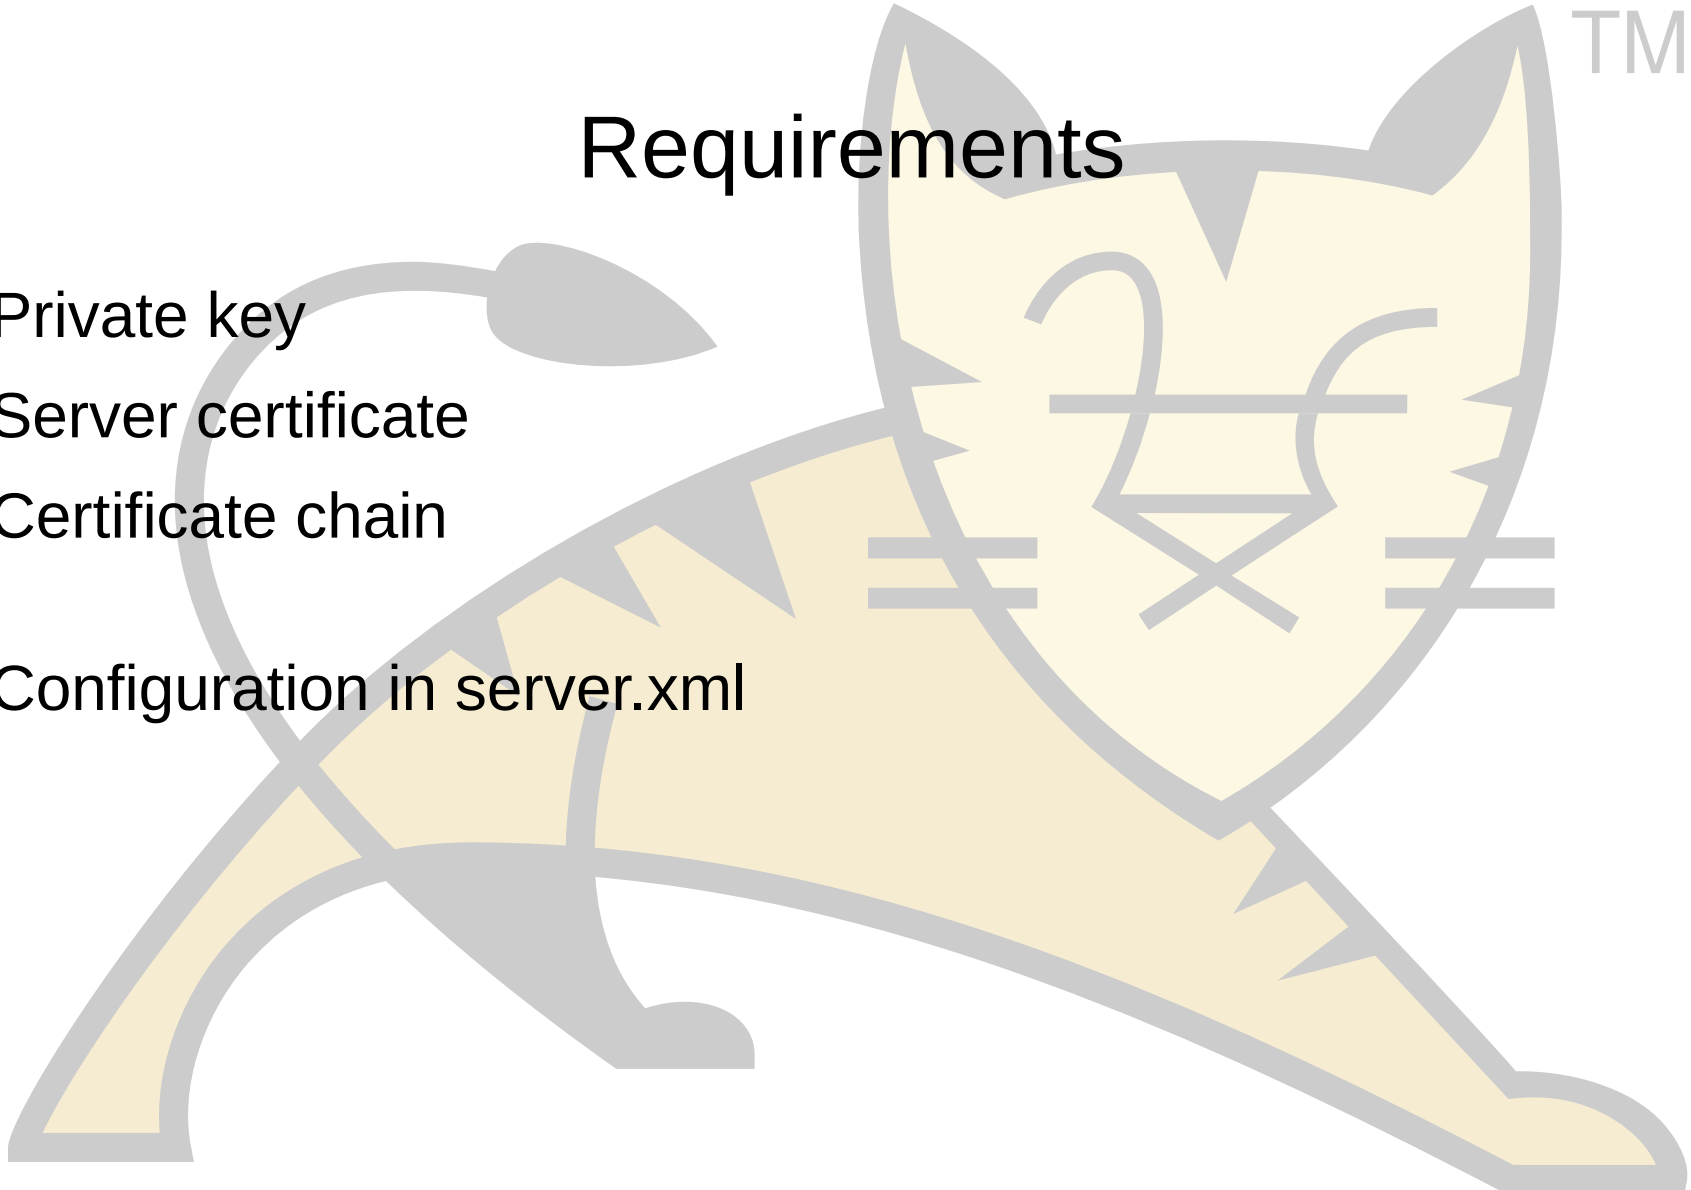 TM
Requirements
Private key
Server certificate
Certificate chain
Configuration in server.xml